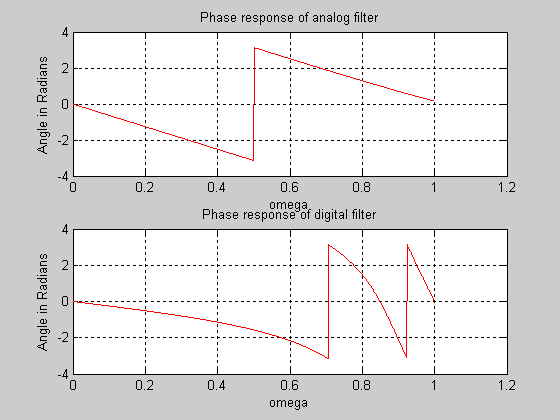 Phase response of analog filter
4
2
0
-2
-4
Angle in Radians
0 0.2 0.4 0.6 0.8 1 1.2
omega
Phase response of digital filter
4
2
0
-2
-4
Angle in Radians
0 0.2 0.4 0.6 0.8 1 1.2
omega